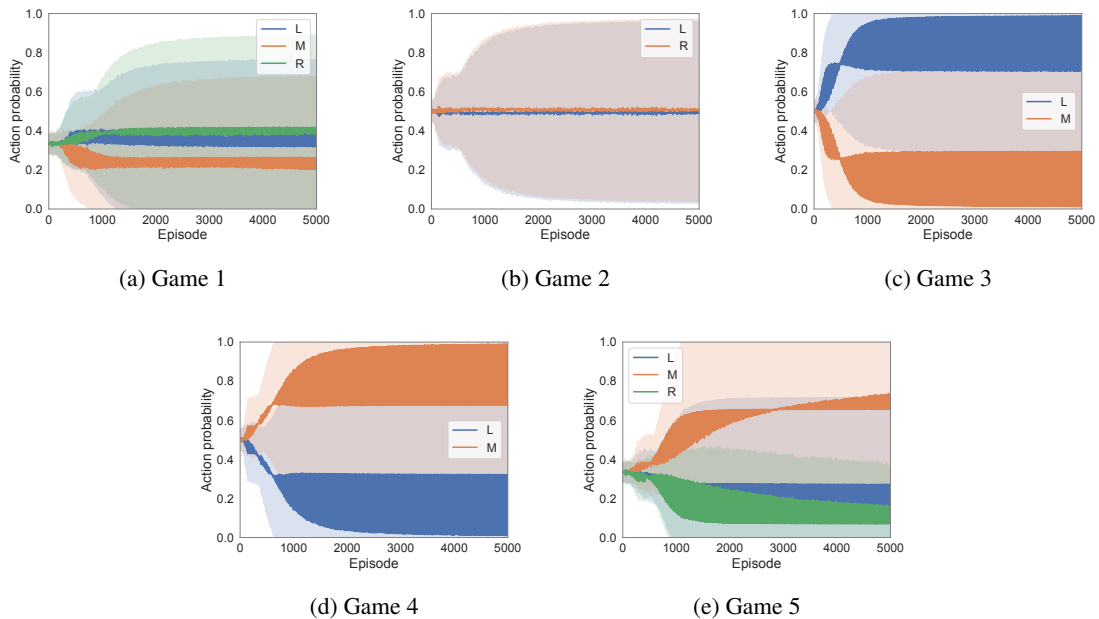 1.0
0.8
0.6
0.4
0.2
0.0
Action probability
0
1000
2000
3000
4000
5000
Episode
L
M
R
(a) Game 1
1.0
0.8
0.6
0.4
0.2
0.0
Action probability
0
1000
2000
3000
4000
5000
Episode
L
R
(b) Game 2
1.0
0.8
0.6
0.4
0.2
0.0
Action probability
0
1000
2000
3000
4000
5000
Episode
L
M
(c) Game 3
1.0
0.8
0.6
0.4
0.2
0.0
Action probability
0
1000
2000
3000
4000
5000
Episode
L
M
(d) Game 4
1.0
0.8
0.6
0.4
0.2
0.0
Action probability
0
1000
2000
3000
4000
5000
Episode
L
M
R
(e) Game 5